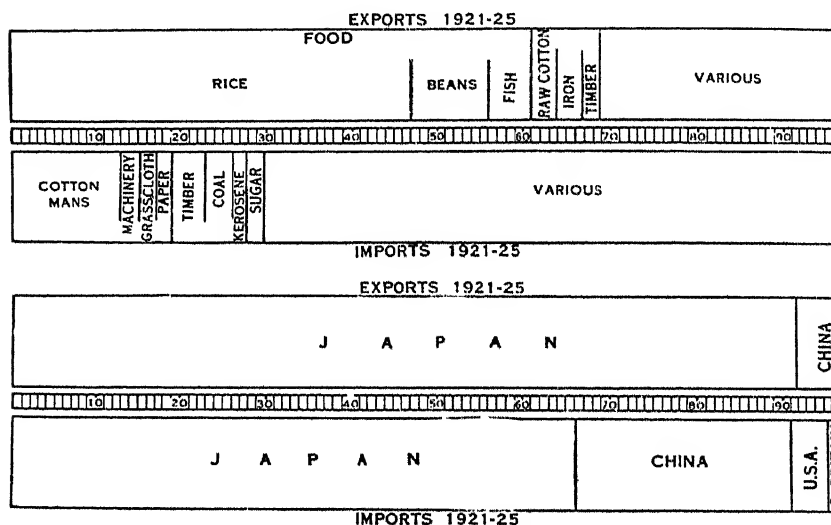 EXPORTS 1921-25
FOOD
RICE BEANS FISH RAW COTTON IRON TIMBER VARIOUS
10 20 30 40 50 60 70 80 90
COTTON MANS MACHINERY GRASSCLOTH PAPER TIMBER COAL KEROSENE SUGAR VARIOUS
IMPORTS 1921-25
EXPORTS 1921-25
JAPAN CHINA
10 20 30 40 50 60 70 80 90
JAPAN CHINA U.S.A.
IMPORTS 1921-25